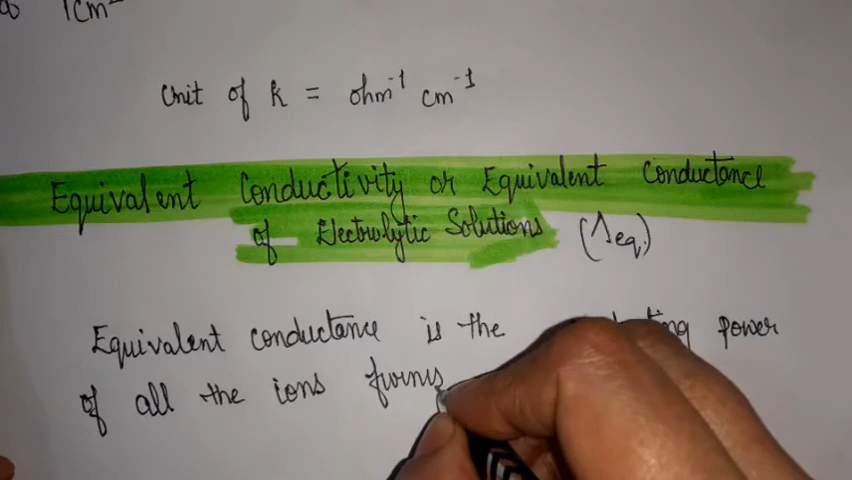 1cm
Unit of k = ohm⁻¹ cm⁻¹
Equivalent Conductivity or Equivalent Conductance
of Electrolytic Solutions (Λeq.)
Equivalent conductance is the power
of all the ions